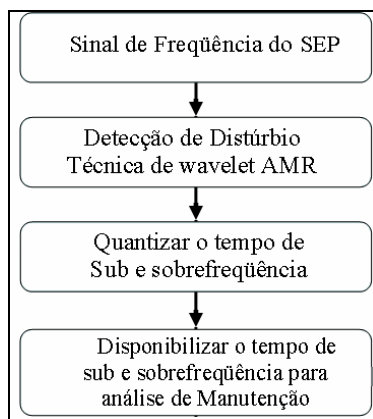 Sinal de Freqüência do SEP
Detecção de Distúrbio
Técnica de wavelet AMR
Quantizar o tempo de
Sub e sobrefreqüência
Disponibilizar o tempo de
sub e sobrefreqüência para
análise de Manutenção